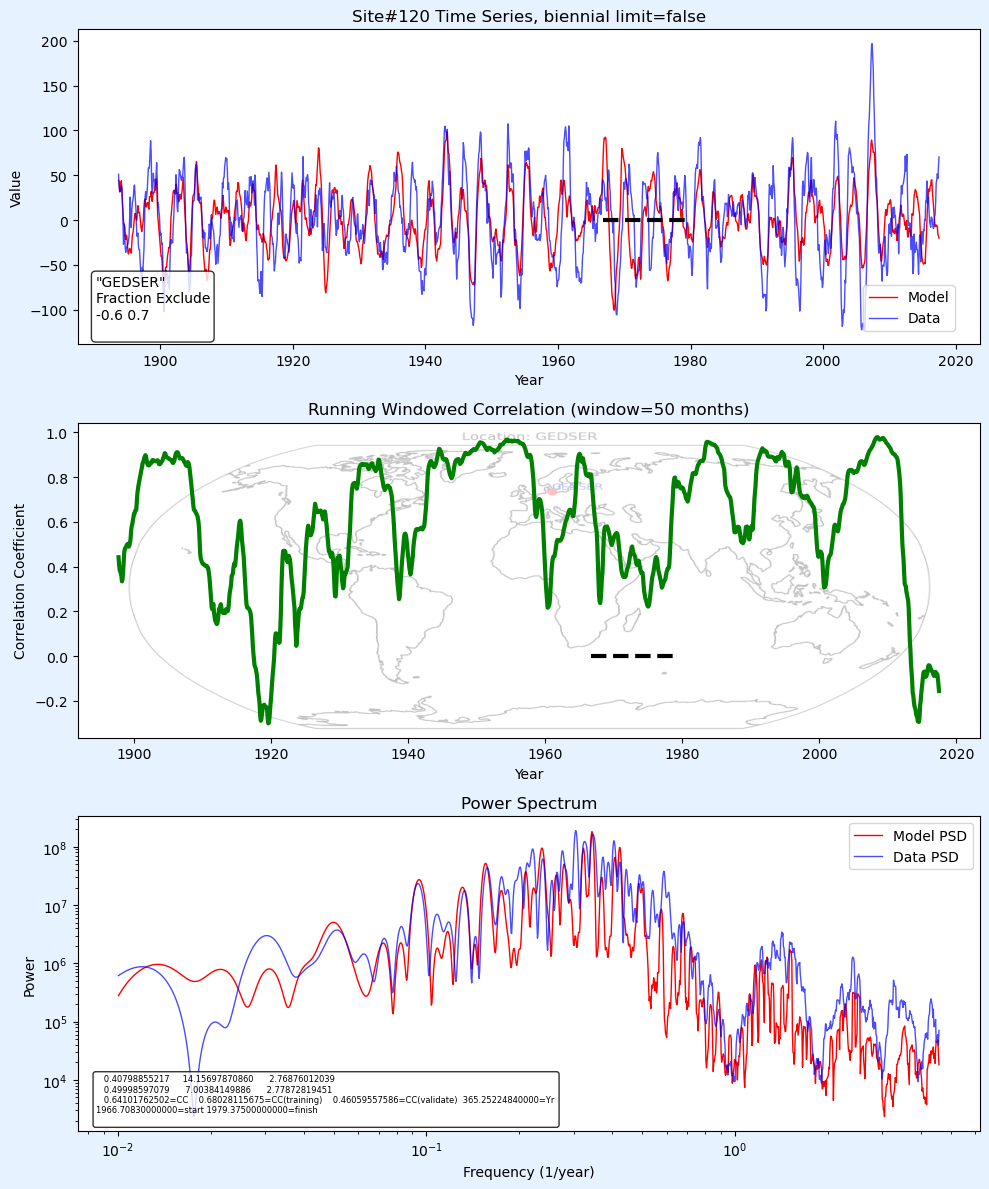 Site#120 Time Series, biennial limit=false
200
150
100
50
0
−50
−100
Value
"GEDSER"
Fraction Exclude
-0.6 0.7
Model
Data
1900
1920
1940
1960
1980
2000
2020
Year
Running Windowed Correlation (window=50 months)
Location: GEDSER
GEDSER
1.0
0.8
0.6
0.4
0.2
0.0
−0.2
Correlation Coefficient
1900
1920
1940
1960
1980
2000
2020
Year
Power Spectrum
Model PSD
Data PSD
10^8
10^7
10^6
10^5
10^4
Power
0.40798855217 14.15697870860 2.76876012039
0.49998597079 7.00384149886 2.77872819451
0.64101762502=CC 0.68028115675=CC(training) 0.46059557586=CC(validate) 365.25224840000=Yr
1966.70830000000=start 1979.37500000000=finish
10^−2
10^−1
10^0
Frequency (1/year)